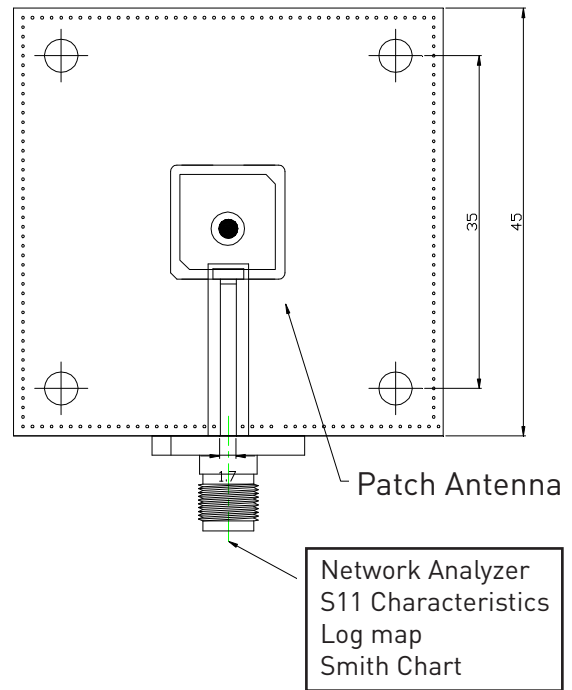 35
45
1.7
Patch Antenna
Network Analyzer
S11 Characteristics
Log map
Smith Chart